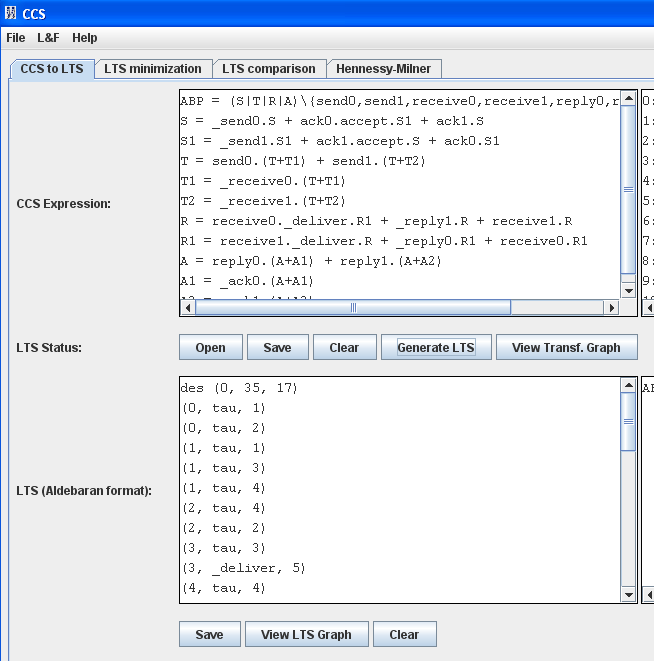 CCS
File L&F Help
CCS to LTS LTS minimization LTS comparison Hennessy-Milner
CCS Expression:
ABP = (S|T|R|A)\{send0,send1,receive0,receive1,reply0,r
S = _send0.S + ack0.accept.S1 + ack1.S
S1 = _send1.S1 + ack1.accept.S + ack0.S1
T = send0.(T+T1) + send1.(T+T2)
T1 = _receive0.(T+T1)
T2 = _receive1.(T+T2)
R = receive0._deliver.R1 + _reply1.R + receive1.R
R1 = receive1._deliver.R + _reply0.R1 + receive0.R1
A = reply0.(A+A1) + reply1.(A+A2)
A1 = _ack0.(A+A1)
0:
1:
2:
3:
4:
5:
6:
7:
8:
9:
LTS Status:
Open Save Clear Generate LTS View Transf. Graph
LTS (Aldebaran format):
des (0, 35, 17)
(0, tau, 1)
(0, tau, 2)
(1, tau, 1)
(1, tau, 3)
(1, tau, 4)
(2, tau, 4)
(2, tau, 2)
(3, tau, 3)
(3, _deliver, 5)
(4, tau, 4)
Save View LTS Graph Clear